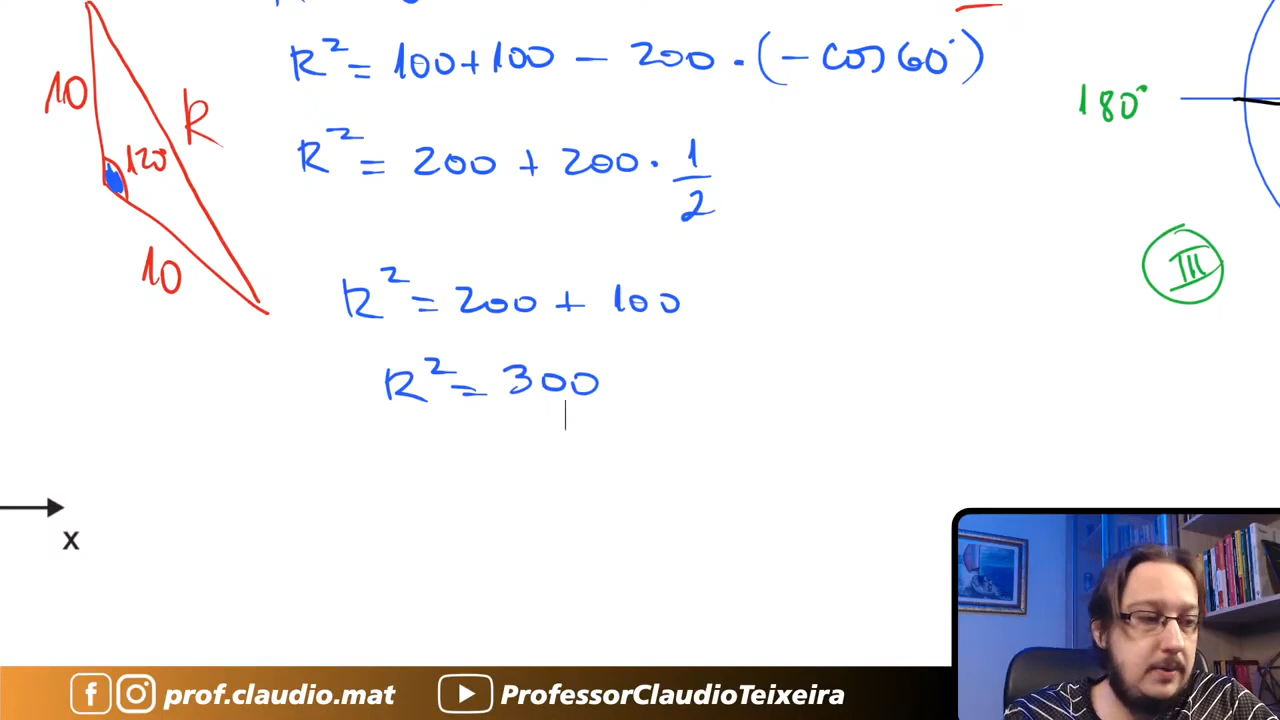 R² = 100+100 − 200 · (− cos 60°)
180°
10
R
120
R² = 200 + 200 · 1/2
10
III
R² = 200 + 100
R² = 300
x
prof.claudio.mat
ProfessorClaudioTeixeira